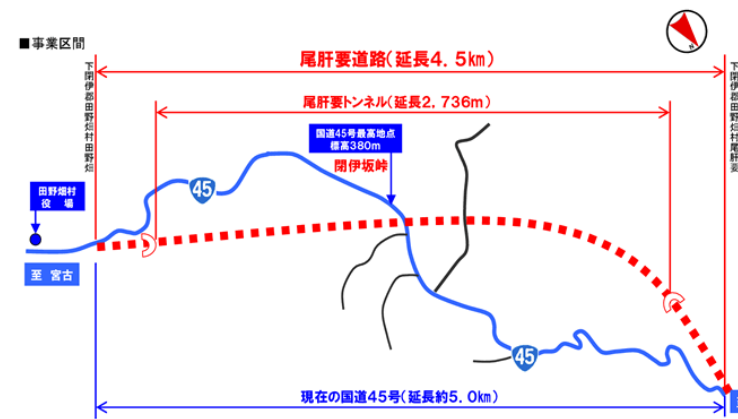 ■事業区間
尾肝要道路(延長4.5km)
尾肝要トンネル(延長2,736m)
下閉伊郡田野畑村田野畑
下閉伊郡田野畑村尾肝要
国道45号最高地点
標高380m
閉伊坂峠
45
田野畑村
役場
至 宮古
45
現在の国道45号(延長約5.0km)
N